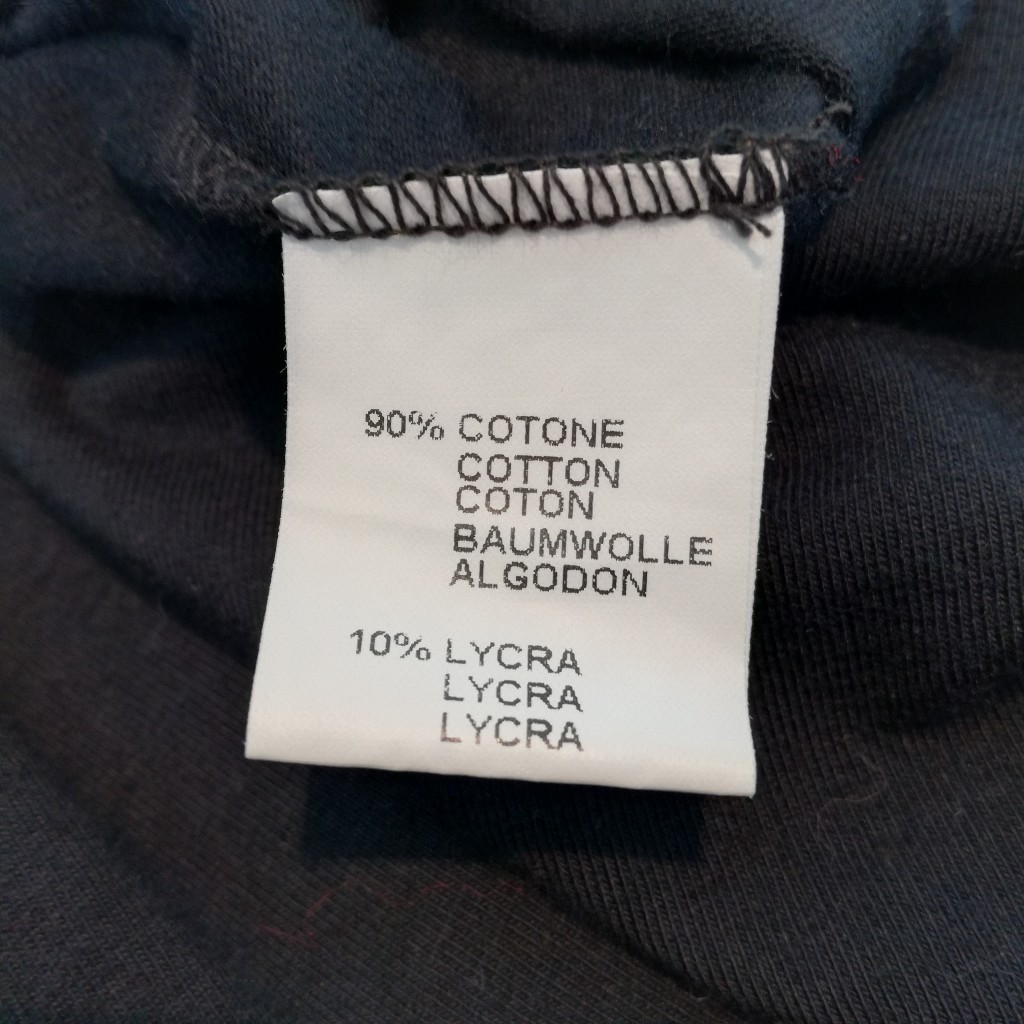 90% COTONE
COTTON
COTON
BAUMWOLLE
ALGODON
10% LYCRA
LYCRA
LYCRA